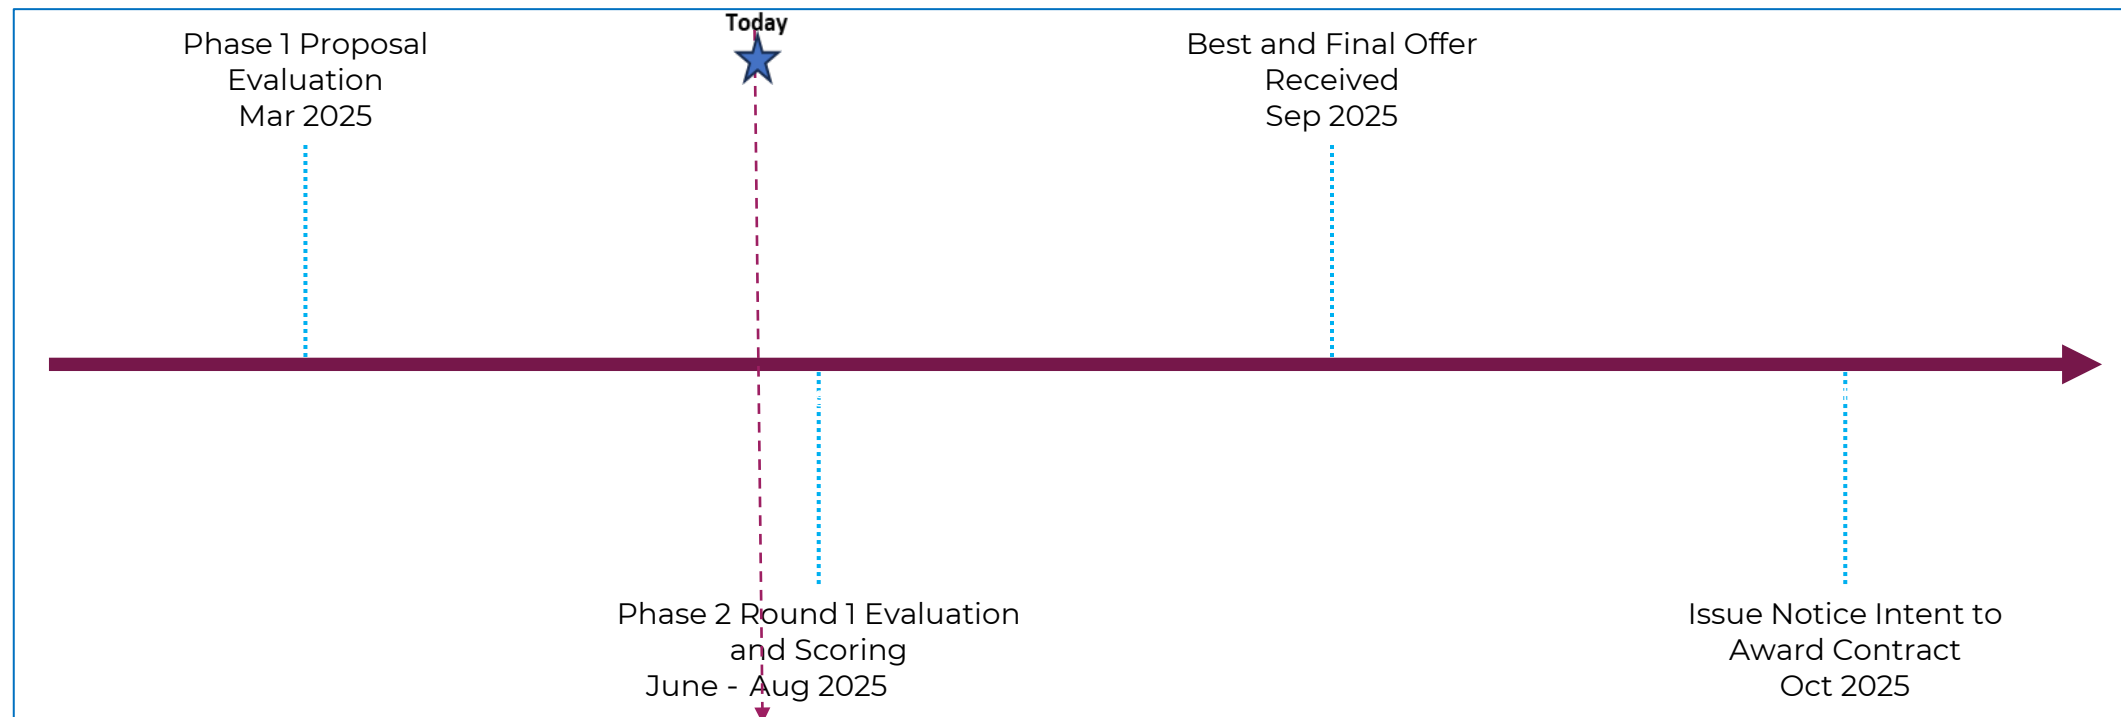 Today
Phase 1 Proposal
Evaluation
Mar 2025
Best and Final Offer
Received
Sep 2025
Phase 2 Round 1 Evaluation
and Scoring
June - Aug 2025
Issue Notice Intent to
Award Contract
Oct 2025